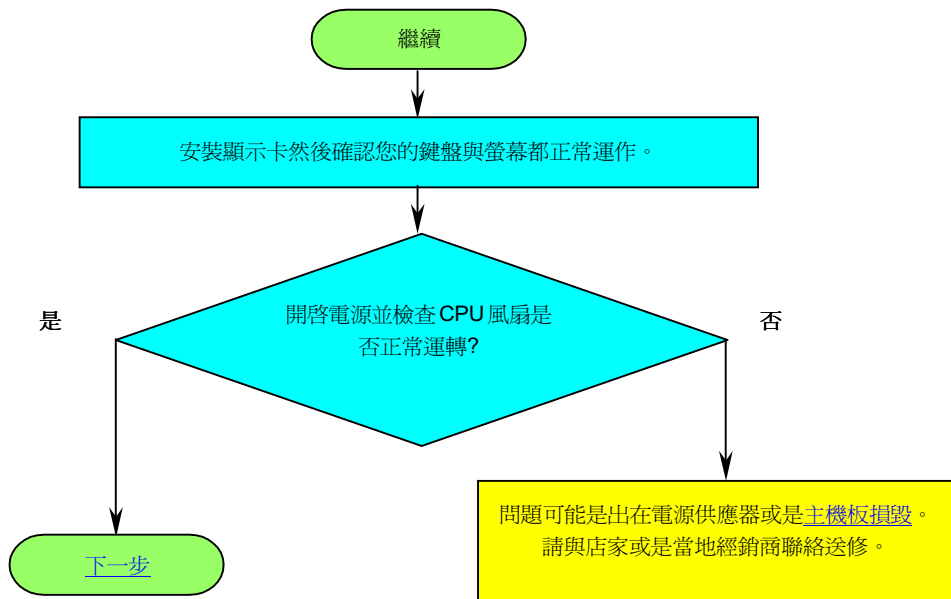 繼續
安裝顯示卡然後確認您的鍵盤與螢幕都正常運作。
開啓電源並檢查 CPU 風扇是
否正常運轉?
是
否
問題可能是出在電源供應器或是主機板損毀。
請與店家或是當地經銷商聯絡送修。
下一步